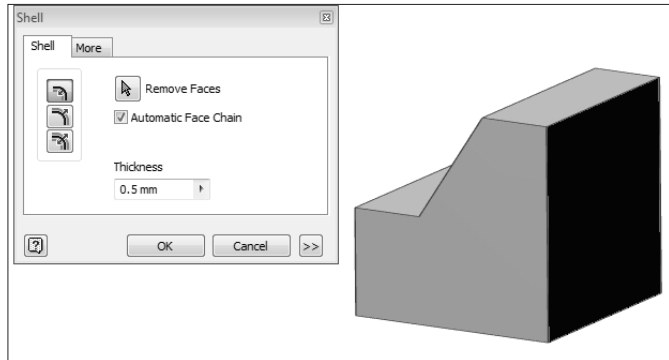 Shell
Shell
More
Remove Faces
Automatic Face Chain
Thickness
0.5 mm
?
OK
Cancel
>>